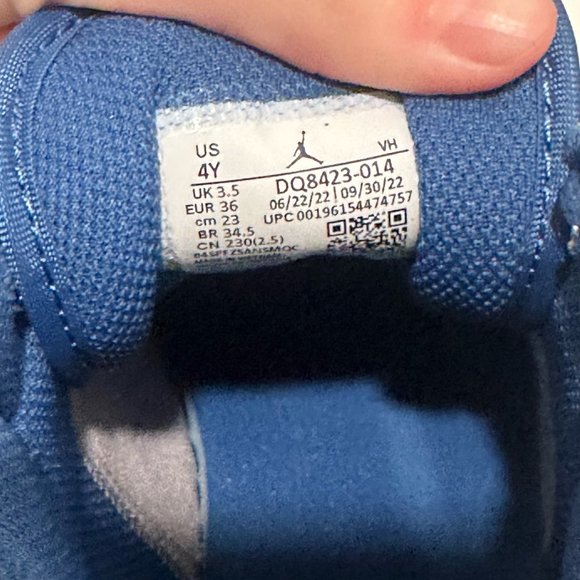 US
4Y
UK 3.5
EUR 36
cm 23
BR 34.5
CN 230(2.5)
VH
DQ8423-014
06/22/22 | 09/30/22
UPC 00196154474757